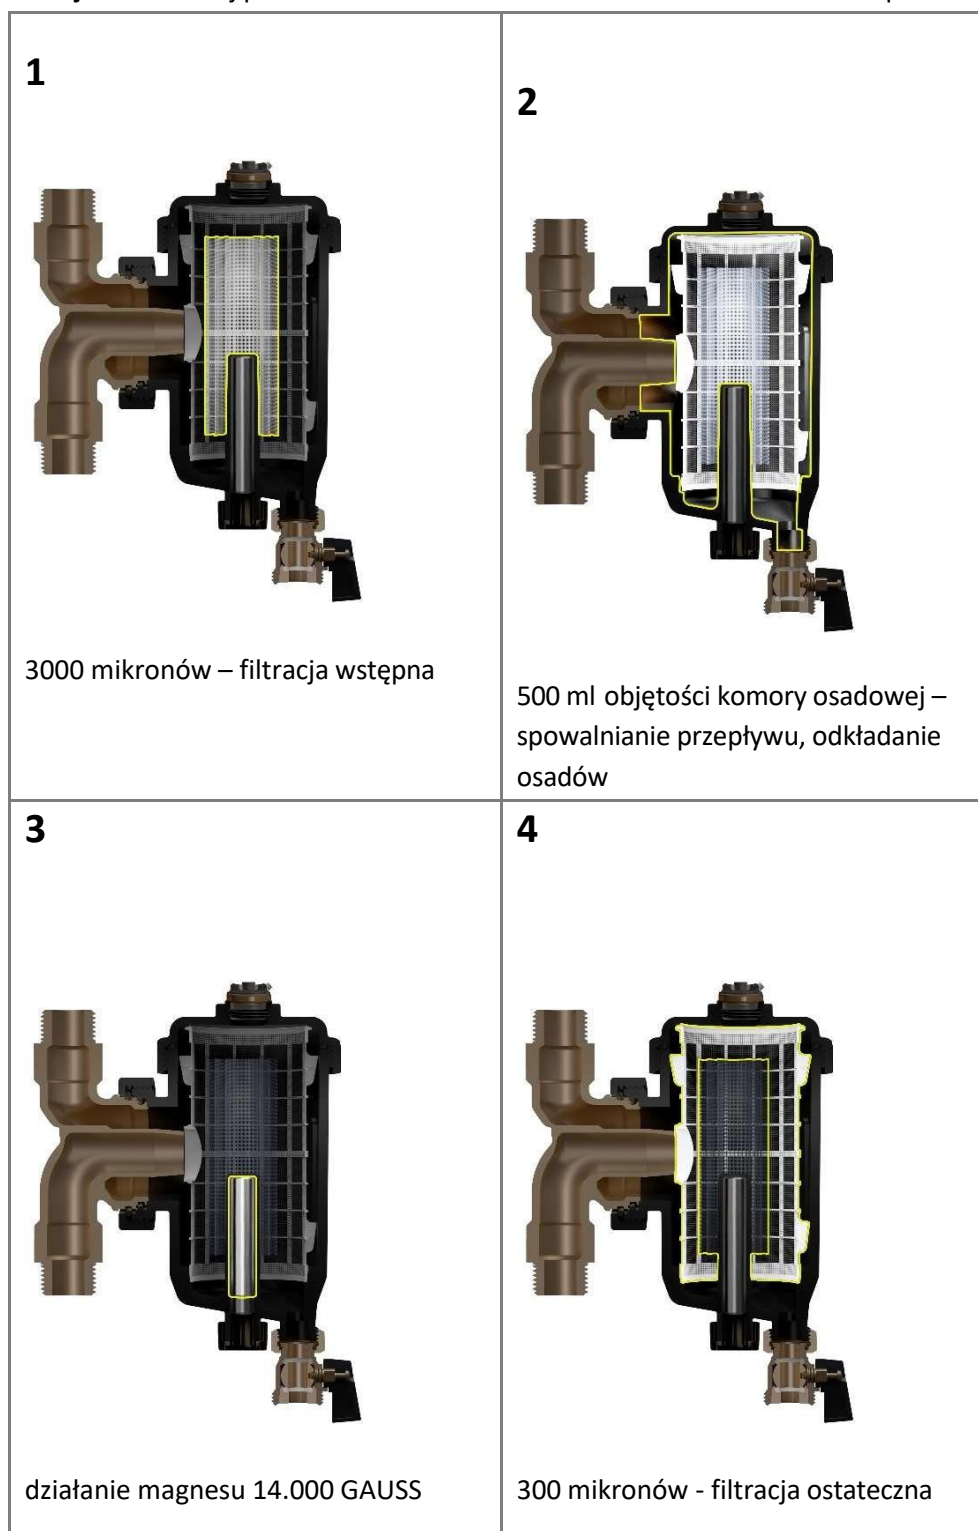 1
2
3000 mikronów – filtracja wstępna
500 ml objętości komory osadowej –
spowalnianie przepływu, odkładanie
osadów
3
4
działanie magnesu 14.000 GAUSS
300 mikronów - filtracja ostateczna